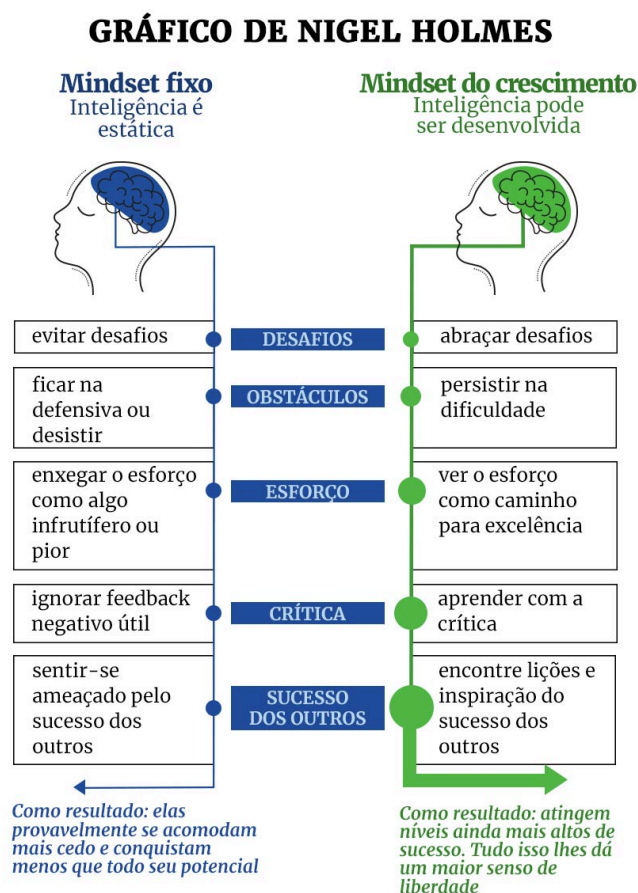 GRÁFICO DE NIGEL HOLMES
Mindset fixo
Inteligência é
estática
Mindset do crescimento
Inteligência pode
ser desenvolvida
evitar desafios
DESAFIOS
abraçar desafios
ficar na
defensiva ou
desistir
OBSTÁCULOS
persistir na
dificuldade
enxegar o esforço
como algo
infrutífero ou
pior
ESFORÇO
ver o esforço
como caminho
para excelência
ignorar feedback
negativo útil
CRÍTICA
aprender com a
crítica
sentir-se
ameaçado pelo
sucesso dos
outros
SUCESSO
DOS OUTROS
encontre lições e
inspiração do
sucesso dos
outros
Como resultado: elas
provavelmente se acomodam
mais cedo e conquistam
menos que todo seu potencial
Como resultado: atingem
níveis ainda mais altos de
sucesso. Tudo isso lhes dá
um maior senso de
liberdade